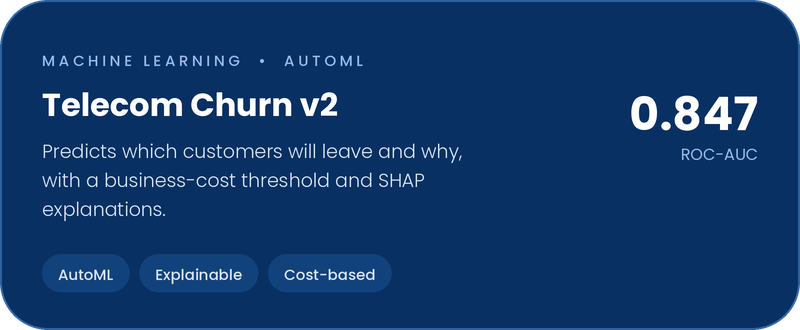 MACHINE LEARNING • AUTOML
Telecom Churn v2
0.847
ROC-AUC
Predicts which customers will leave and why,
with a business-cost threshold and SHAP
explanations.
AutoML
Explainable
Cost-based